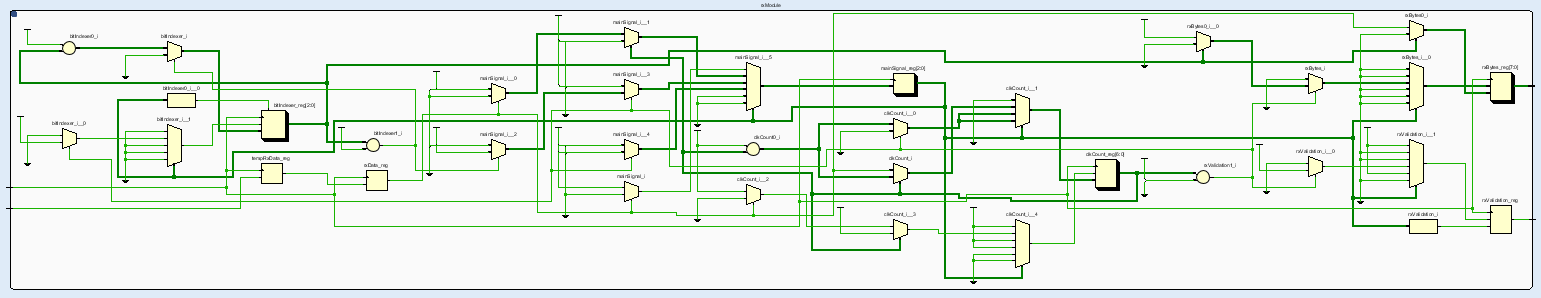 rxModule
bitIndexer0_i
bitIndexer_i
bitIndexer0_i__0
bitIndexer_reg[2:0]
bitIndexer_i__0
bitIndexer_i__1
tempRxData_reg
rxData_reg
bitIndexer1_i
mainSignal_i__0
mainSignal_i__2
mainSignal_i__1
mainSignal_i__3
mainSignal_i__4
mainSignal_i
mainSignal_i__5
clkCount0_i
clkCount_i__2
mainSignal_reg[2:0]
clkCount_i__0
clkCount_i
clkCount_i__3
clkCount_i__1
clkCount_i__4
clkCount_reg[6:0]
rxBytes0_i__0
rxValidation1_i
rxBytes_i
rxValidation_i__0
rxBytes0_i
rxBytes_i__0
rxValidation_i__1
rxValidation_i
rxBytes_reg[7:0]
rxValidation_reg